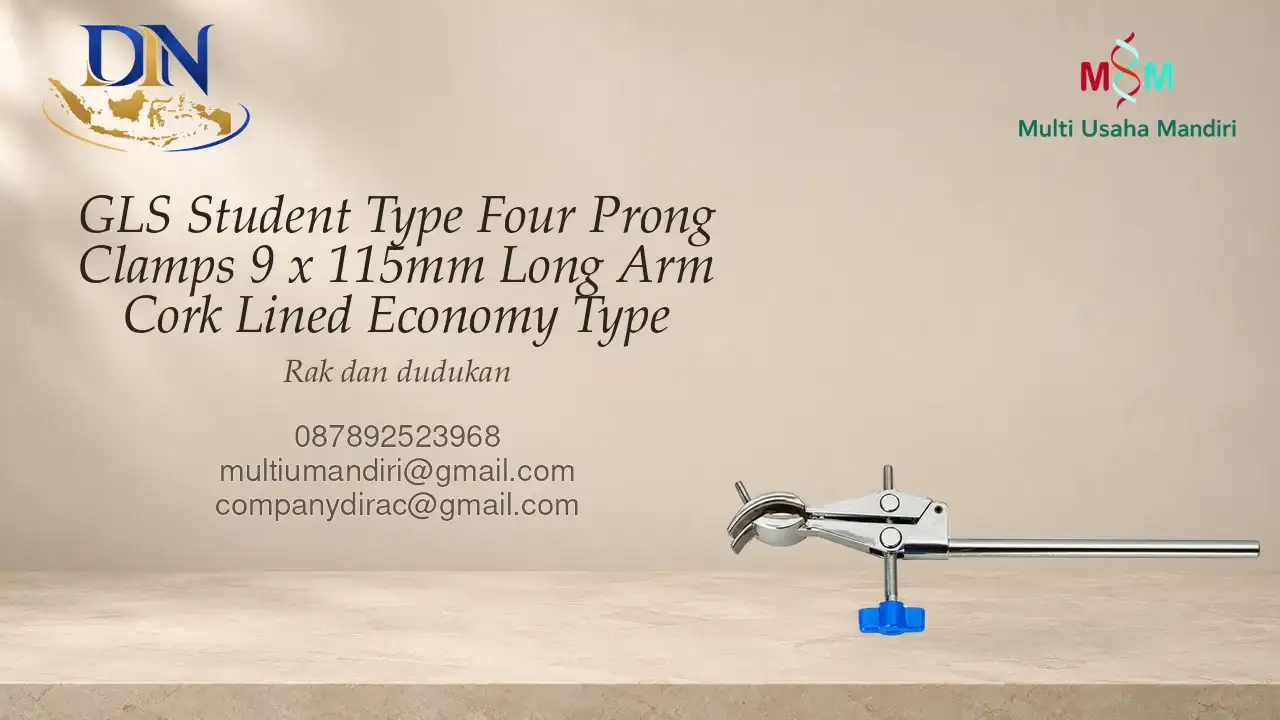 DN
M M
Multi Usaha Mandiri
GLS Student Type Four Prong
Clamps 9 x 115mm Long Arm
Cork Lined Economy Type
Rak dan dudukan
087892523968
multiumandiri@gmail.com
companydirac@gmail.com